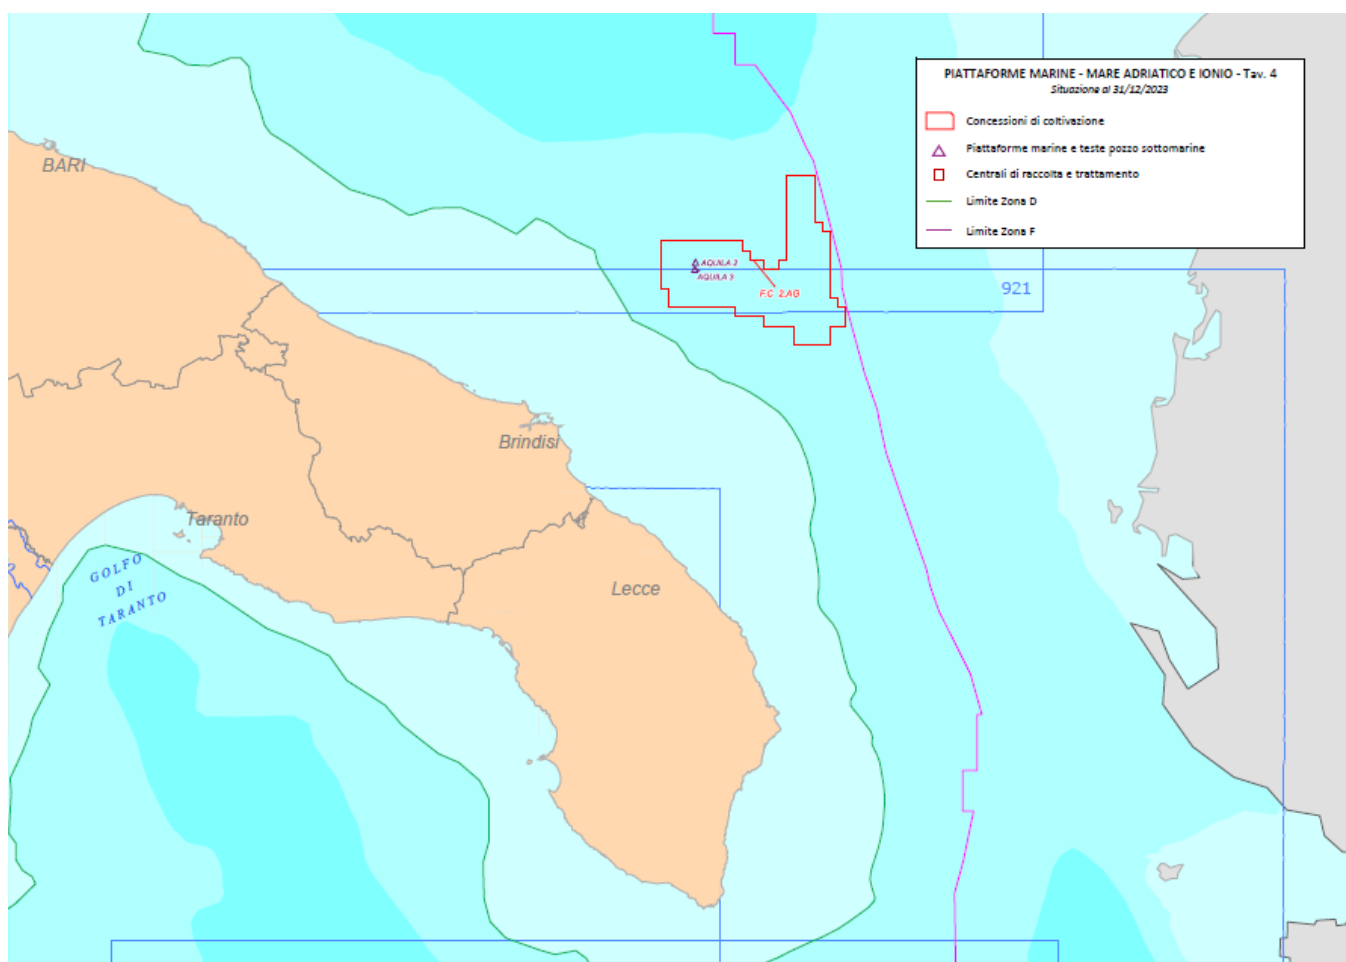 PIATTAFORME MARINE - MARE ADRIATICO E IONIO - Tav. 4
Situazione al 31/12/2023
Concessioni di coltivazione
Piattaforme marine e teste pozzo sottomarine
Centrali di raccolta e trattamento
Limite Zona D
Limite Zona F
BARI
AQUILA 2
AQUILA 3
F.C 2.AG
921
Brindisi
Taranto
GOLFO
DI
TARANTO
Lecce